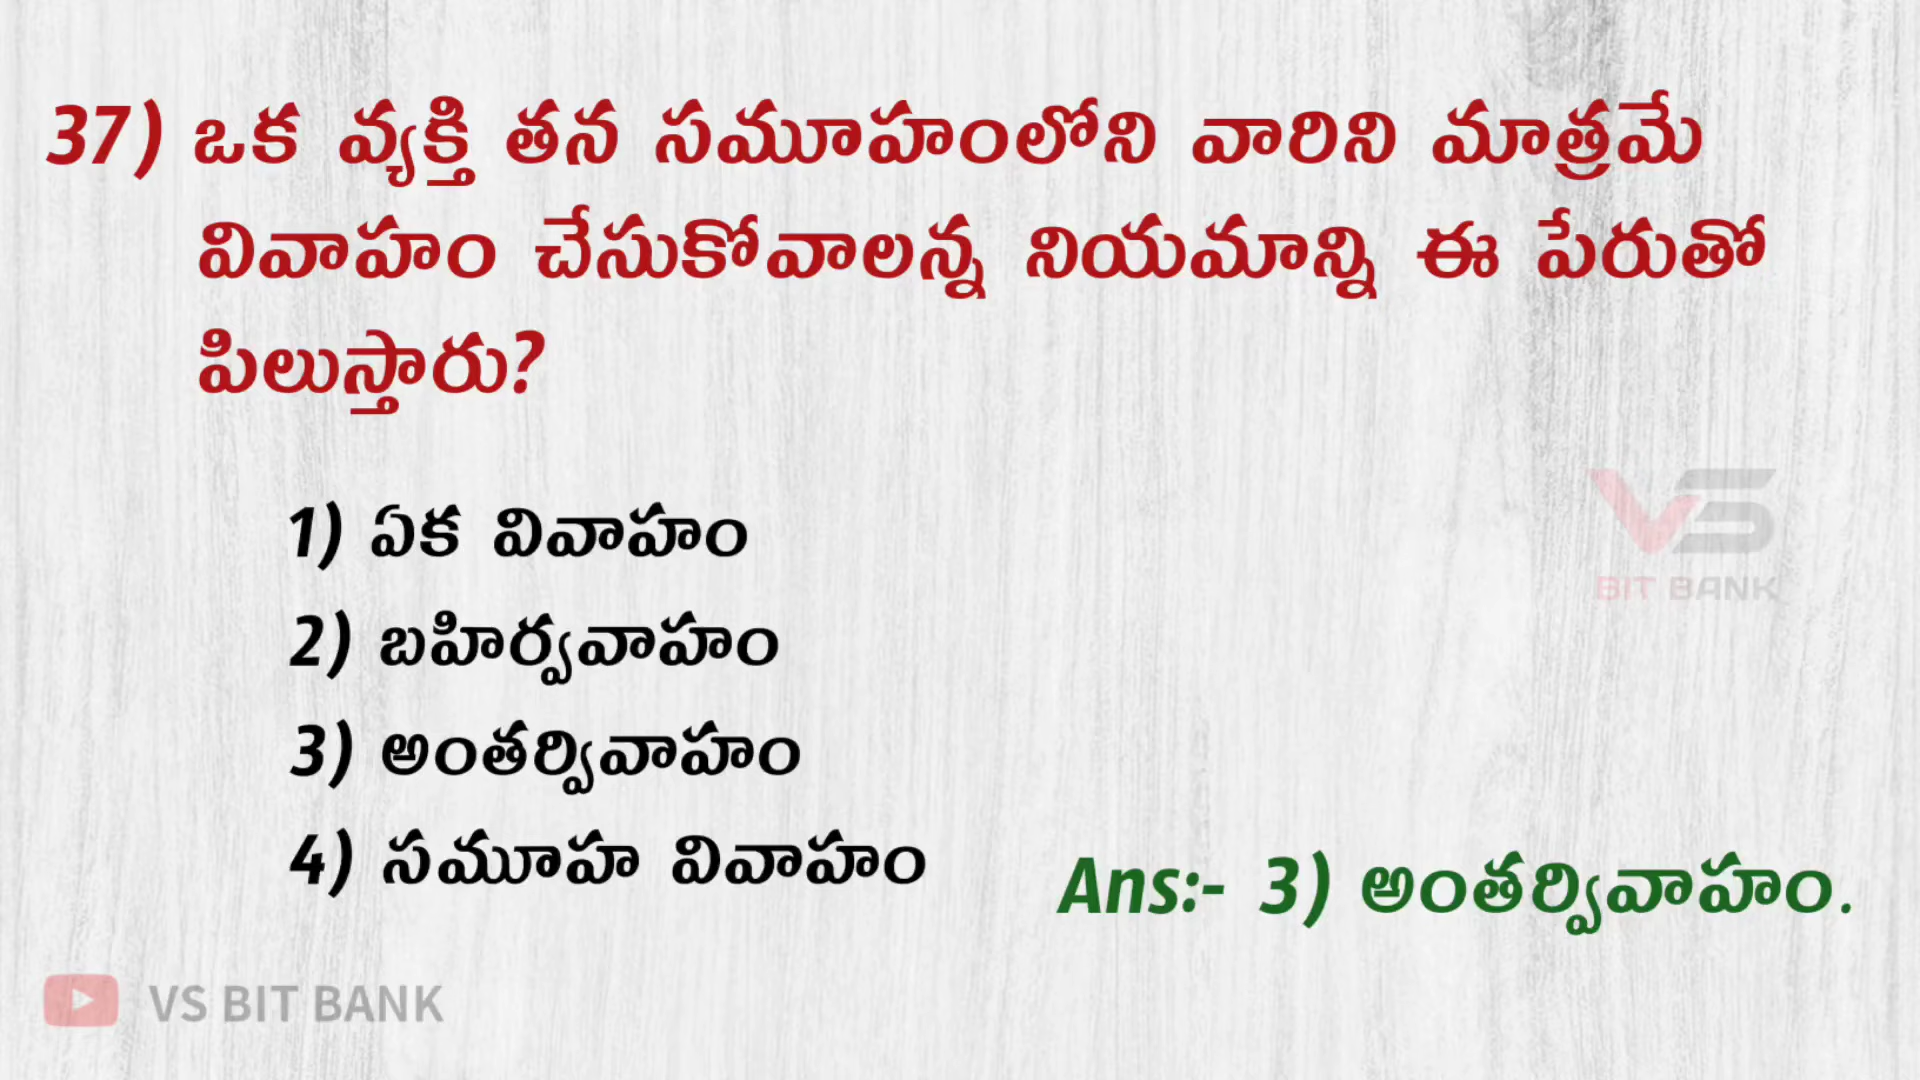 37) ఒక వ్యక్తి తన సమూహంలోని వారిని మాత్రమే
వివాహం చేసుకోవాలన్న నియమాన్ని ఈ పేరుతో
పిలుస్తారు?
1) ఏక వివాహం
2) బహిర్వవాహం
3) అంతర్వివాహం
4) సమూహ వివాహం
Ans:- 3) అంతర్వివాహం.
VS
BIT BANK
VS BIT BANK